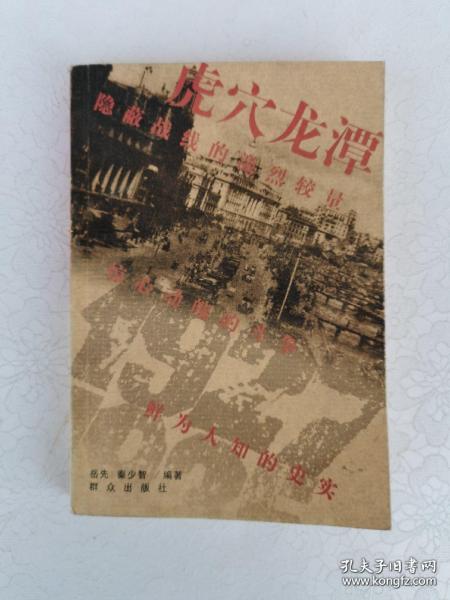 虎穴龙潭
隐蔽战线的激烈较量
惊心动魄的斗争
鲜为人知的史实
岳先 秦少智 编著
群众出版社
孔夫子旧书网
www.kongfz.com